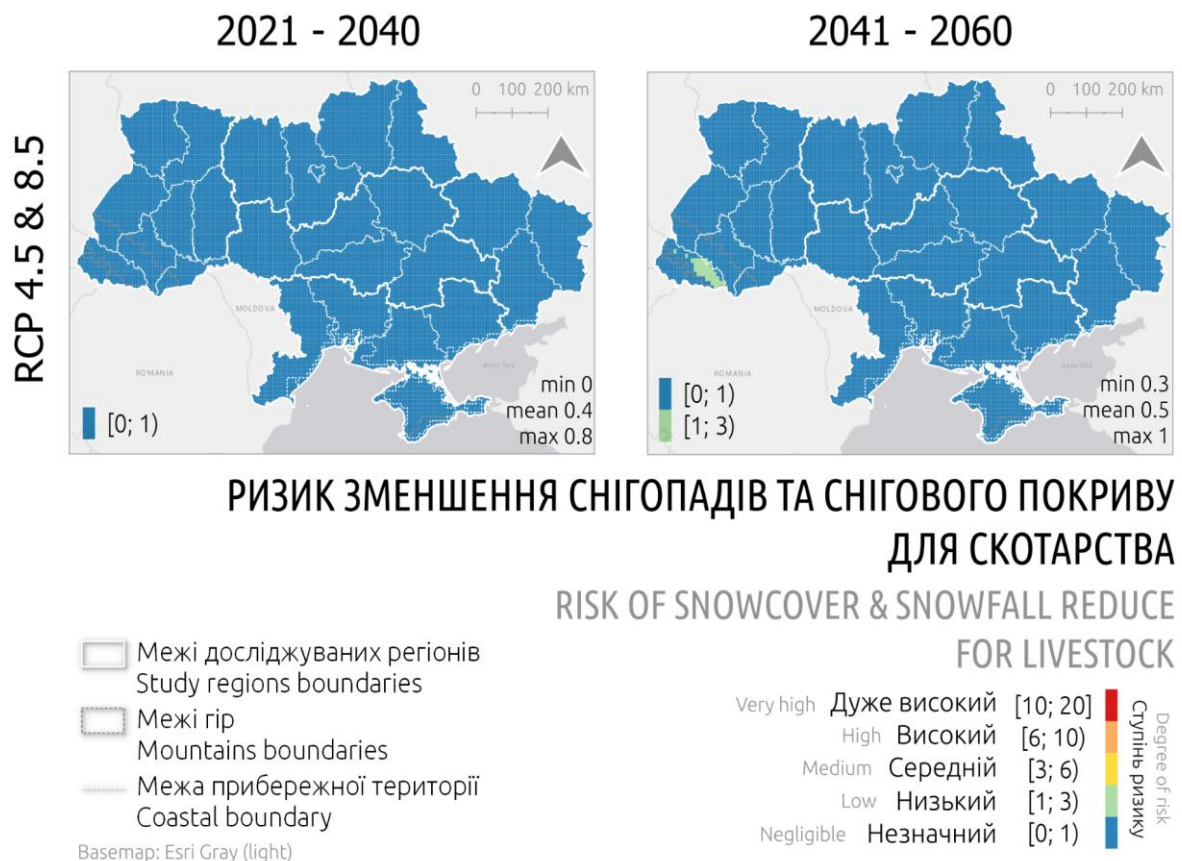 2021 - 2040
2041 - 2060
RCP 4.5 & 8.5
0 100 200 km
MOLDOVA
ROMANIA
Azov Sea
[0; 1)
min 0
mean 0.4
max 0.8
0 100 200 km
MOLDOVA
ROMANIA
Azov Sea
[0; 1)
[1; 3)
min 0.3
mean 0.5
max 1
РИЗИК ЗМЕНШЕННЯ СНІГОПАДІВ ТА СНІГОВОГО ПОКРИВУ
ДЛЯ СКОТАРСТВА
RISK OF SNOWCOVER & SNOWFALL REDUCE
FOR LIVESTOCK
Межі досліджуваних регіонів
Study regions boundaries
Межі гір
Mountains boundaries
Межа прибережної території
Coastal boundary
Basemap: Esri Gray (light)
Very high Дуже високий [10; 20]
High Високий [6; 10)
Medium Середній [3; 6)
Low Низький [1; 3)
Negligible Незначний [0; 1)
Ступінь ризику
Degree of risk